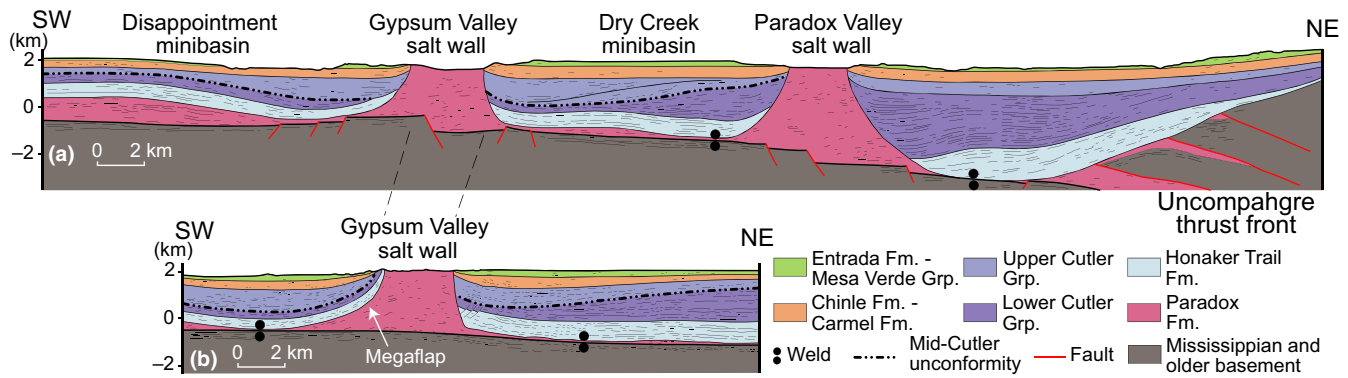 SW
(km)
Disappointment
minibasin
Gypsum Valley
salt wall
Dry Creek
minibasin
Paradox Valley
salt wall
NE
2
0
−2
(a)
0 2 km
Uncompahgre
thrust front
SW
(km)
Gypsum Valley
salt wall
NE
2
0
−2
(b)
0 2 km
Megaflap
Entrada Fm. -
Mesa Verde Grp.
Upper Cutler
Grp.
Honaker Trail
Fm.
Chinle Fm. -
Carmel Fm.
Lower Cutler
Grp.
Paradox
Fm.
Weld
Mid-Cutler
unconformity
Fault
Mississippian and
older basement